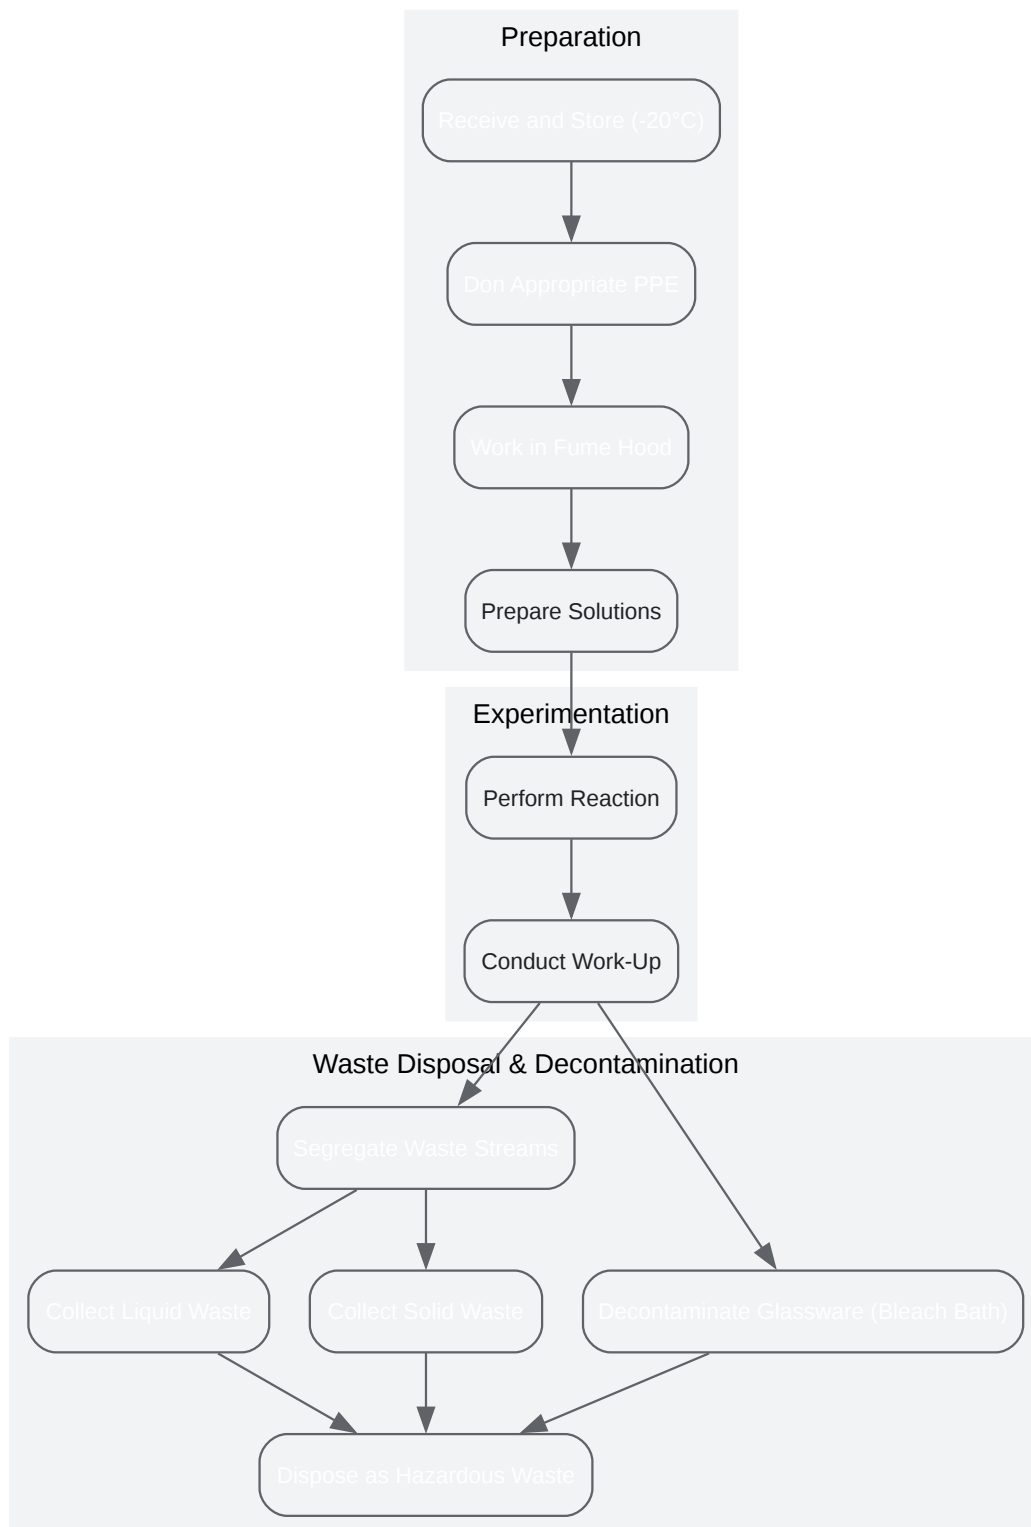 Preparation
Receive and Store (-20°C)
Don Appropriate PPE
Work in Fume Hood
Prepare Solutions
Experimentation
Perform Reaction
Conduct Work-Up
Waste Disposal & Decontamination
Segregate Waste Streams
Collect Liquid Waste
Collect Solid Waste
Decontaminate Glassware (Bleach Bath)
Dispose as Hazardous Waste